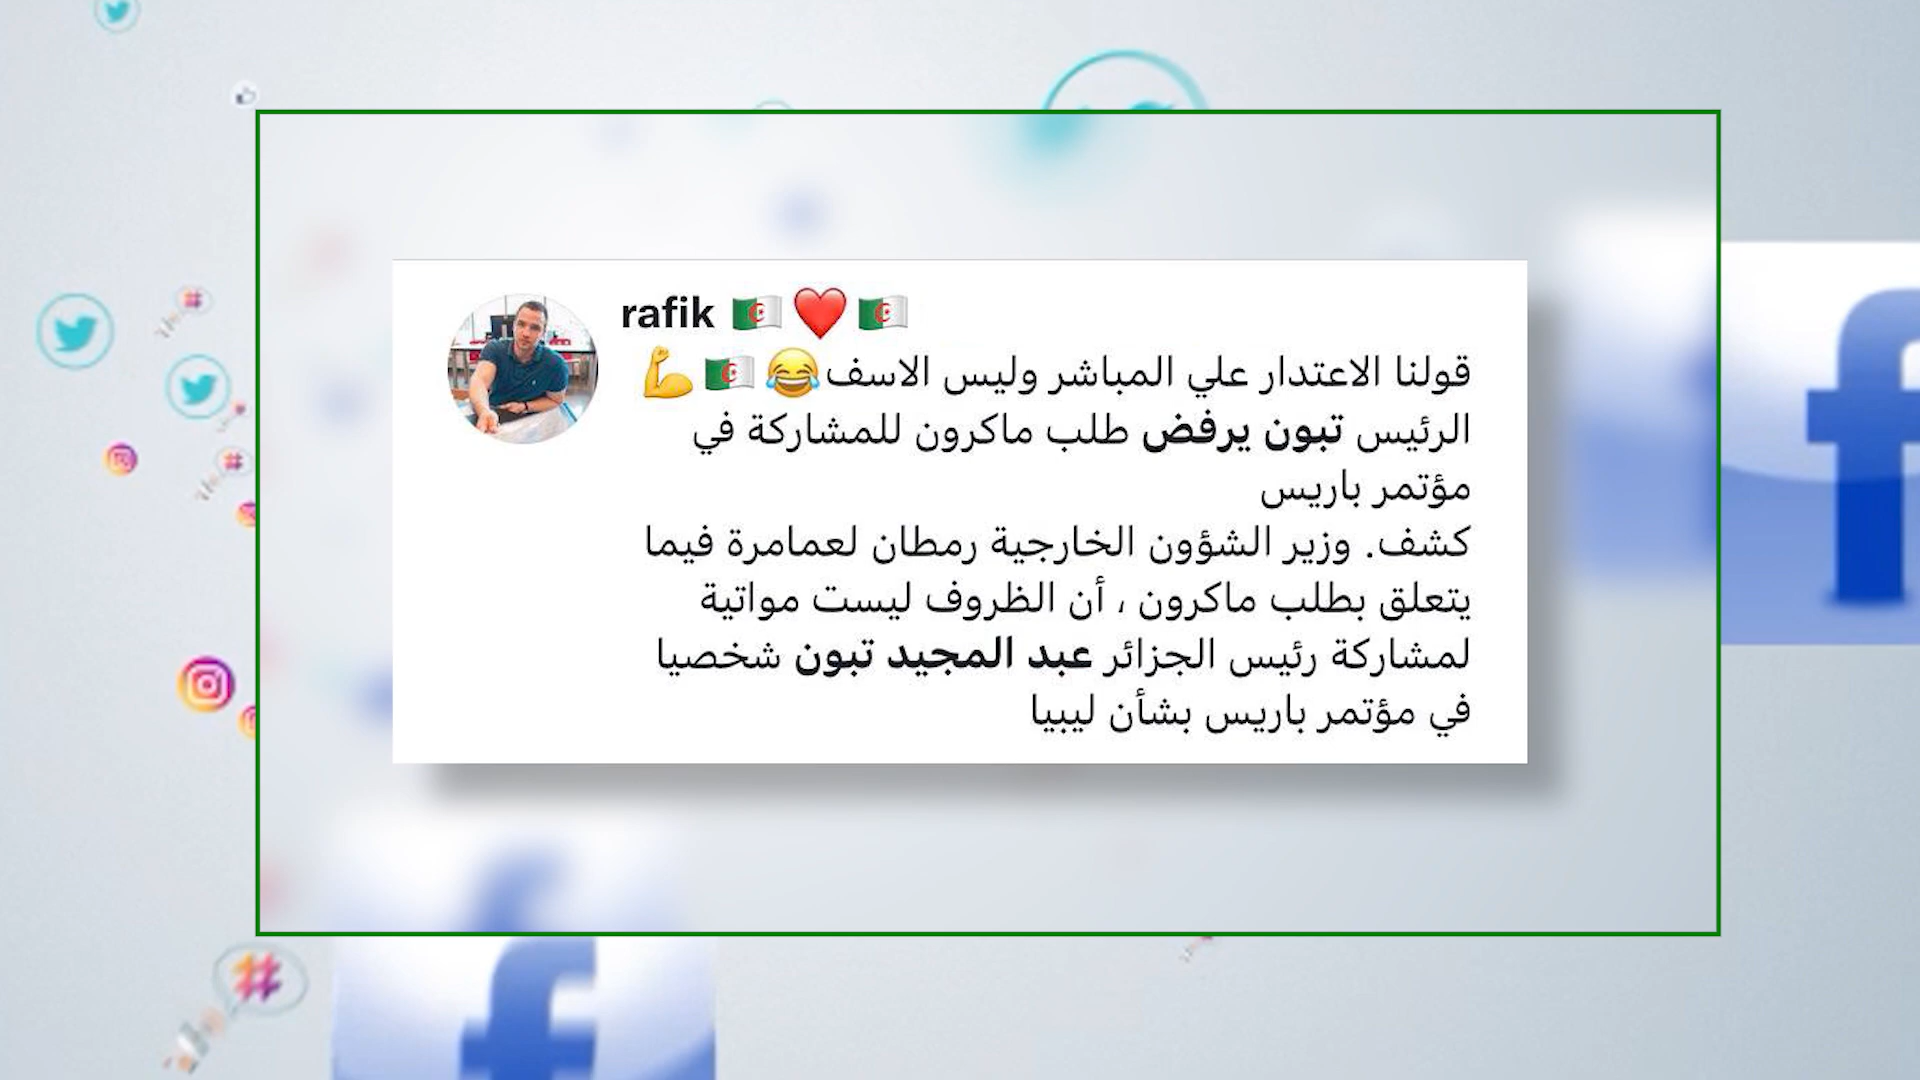 rafik 🇩🇿 ❤️ 🇩🇿
قولنا الاعتدار علي المباشر وليس الاسف😂 🇩🇿 💪
الرئيس تبون يرفض طلب ماكرون للمشاركة في
مؤتمر باريس
كشف. وزير الشؤون الخارجية رمطان لعمامرة فيما
يتعلق بطلب ماكرون ، أن الظروف ليست مواتية
لمشاركة رئيس الجزائر عبد المجيد تبون شخصيا
في مؤتمر باريس بشأن ليبيا